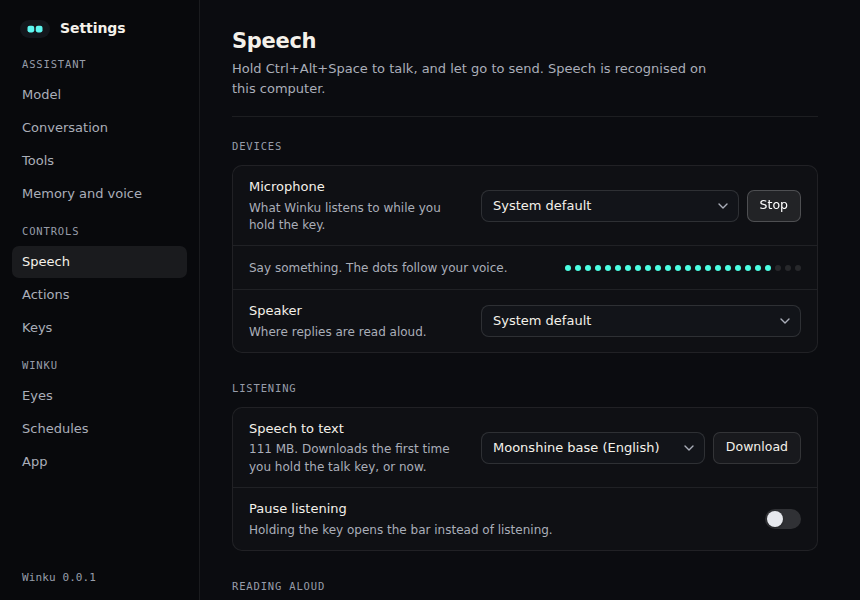 Settings
ASSISTANT
Model
Conversation
Tools
Memory and voice
CONTROLS
Speech
Actions
Keys
WINKU
Eyes
Schedules
App
Winku 0.0.1
Speech
Hold Ctrl+Alt+Space to talk, and let go to send. Speech is recognised on
this computer.
DEVICES
Microphone
What Winku listens to while you
hold the key.
System default
Stop
Say something. The dots follow your voice.
Speaker
Where replies are read aloud.
System default
LISTENING
Speech to text
111 MB. Downloads the first time
you hold the talk key, or now.
Moonshine base (English)
Download
Pause listening
Holding the key opens the bar instead of listening.
READING ALOUD